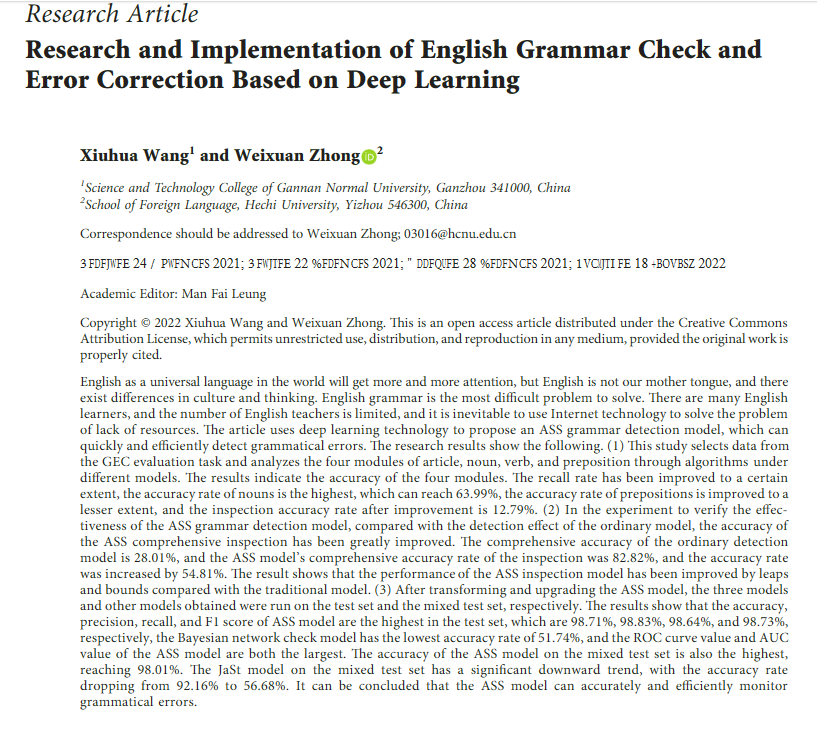 Research Article
Research and Implementation of English Grammar Check and
Error Correction Based on Deep Learning
Xiuhua Wang1 and Weixuan Zhong iD 2
1Science and Technology College of Gannan Normal University, Ganzhou 341000, China
2School of Foreign Language, Hechi University, Yizhou 546300, China
Correspondence should be addressed to Weixuan Zhong; 03016@hcnu.edu.cn
3 FDFJWFE 24 / PWFNCFS 2021; 3 FWJTFE 22 %FDFNCFS 2021; " DDFQUFE 28 %FDFNCFS 2021; 1 VCMJTI FE 18 +BOVBSZ 2022
Academic Editor: Man Fai Leung
Copyright © 2022 Xiuhua Wang and Weixuan Zhong. This is an open access article distributed under the Creative Commons
Attribution License, which permits unrestricted use, distribution, and reproduction in any medium, provided the original work is
properly cited.
English as a universal language in the world will get more and more attention, but English is not our mother tongue, and there
exist differences in culture and thinking. English grammar is the most difficult problem to solve. There are many English
learners, and the number of English teachers is limited, and it is inevitable to use Internet technology to solve the problem
of lack of resources. The article uses deep learning technology to propose an ASS grammar detection model, which can
quickly and efficiently detect grammatical errors. The research results show the following. (1) This study selects data from
the GEC evaluation task and analyzes the four modules of article, noun, verb, and preposition through algorithms under
different models. The results indicate the accuracy of the four modules. The recall rate has been improved to a certain
extent, the accuracy rate of nouns is the highest, which can reach 63.99%, the accuracy rate of prepositions is improved to a
lesser extent, and the inspection accuracy rate after improvement is 12.79%. (2) In the experiment to verify the effec-
tiveness of the ASS grammar detection model, compared with the detection effect of the ordinary model, the accuracy of
the ASS comprehensive inspection has been greatly improved. The comprehensive accuracy of the ordinary detection
model is 28.01%, and the ASS model's comprehensive accuracy rate of the inspection was 82.82%, and the accuracy rate
was increased by 54.81%. The result shows that the performance of the ASS inspection model has been improved by leaps
and bounds compared with the traditional model. (3) After transforming and upgrading the ASS model, the three models
and other models obtained were run on the test set and the mixed test set, respectively. The results show that the accuracy,
precision, recall, and F1 score of ASS model are the highest in the test set, which are 98.71%, 98.83%, 98.64%, and 98.73%,
respectively, the Bayesian network check model has the lowest accuracy rate of 51.74%, and the ROC curve value and AUC
value of the ASS model are both the largest. The accuracy of the ASS model on the mixed test set is also the highest,
reaching 98.01%. The JaSt model on the mixed test set has a significant downward trend, with the accuracy rate
dropping from 92.16% to 56.68%. It can be concluded that the ASS model can accurately and efficiently monitor
grammatical errors.